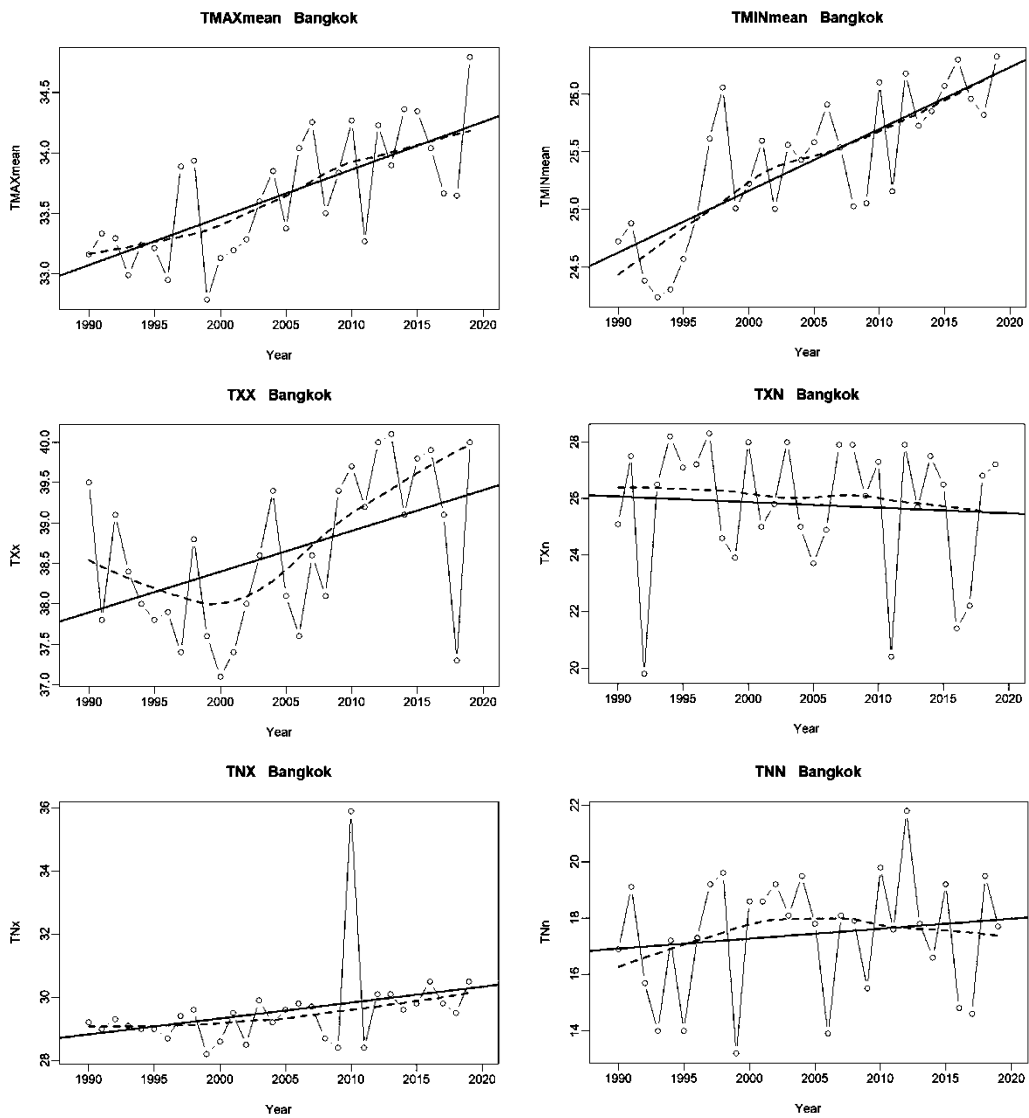 TMAXmean Bangkok
TMAXmean
34.5
34.0
33.5
33.0
1990 1995 2000 2005 2010 2015 2020
Year
TMINmean Bangkok
TMINmean
26.0
25.5
25.0
24.5
1990 1995 2000 2005 2010 2015 2020
Year
TXX Bangkok
TXx
40.0
39.5
39.0
38.5
38.0
37.5
37.0
1990 1995 2000 2005 2010 2015 2020
Year
TXN Bangkok
TXn
28
26
24
22
20
1990 1995 2000 2005 2010 2015 2020
Year
TNX Bangkok
TNx
36
34
32
30
28
1990 1995 2000 2005 2010 2015 2020
Year
TNN Bangkok
TNn
22
20
18
16
14
1990 1995 2000 2005 2010 2015 2020
Year